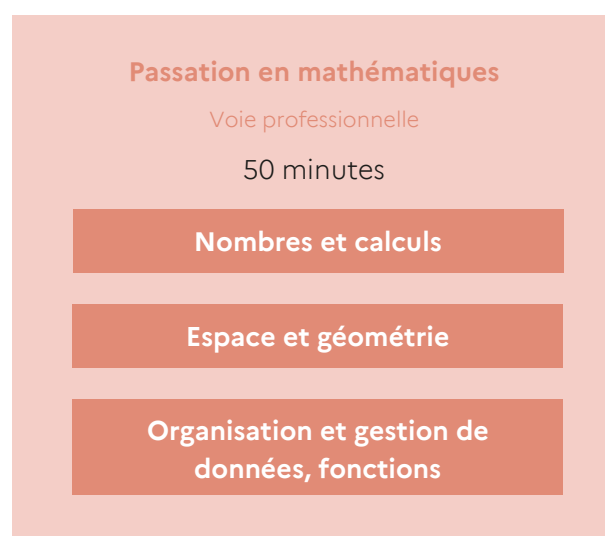 Passation en mathématiques
Voie professionnelle
50 minutes
Nombres et calculs
Espace et géométrie
Organisation et gestion de
données, fonctions